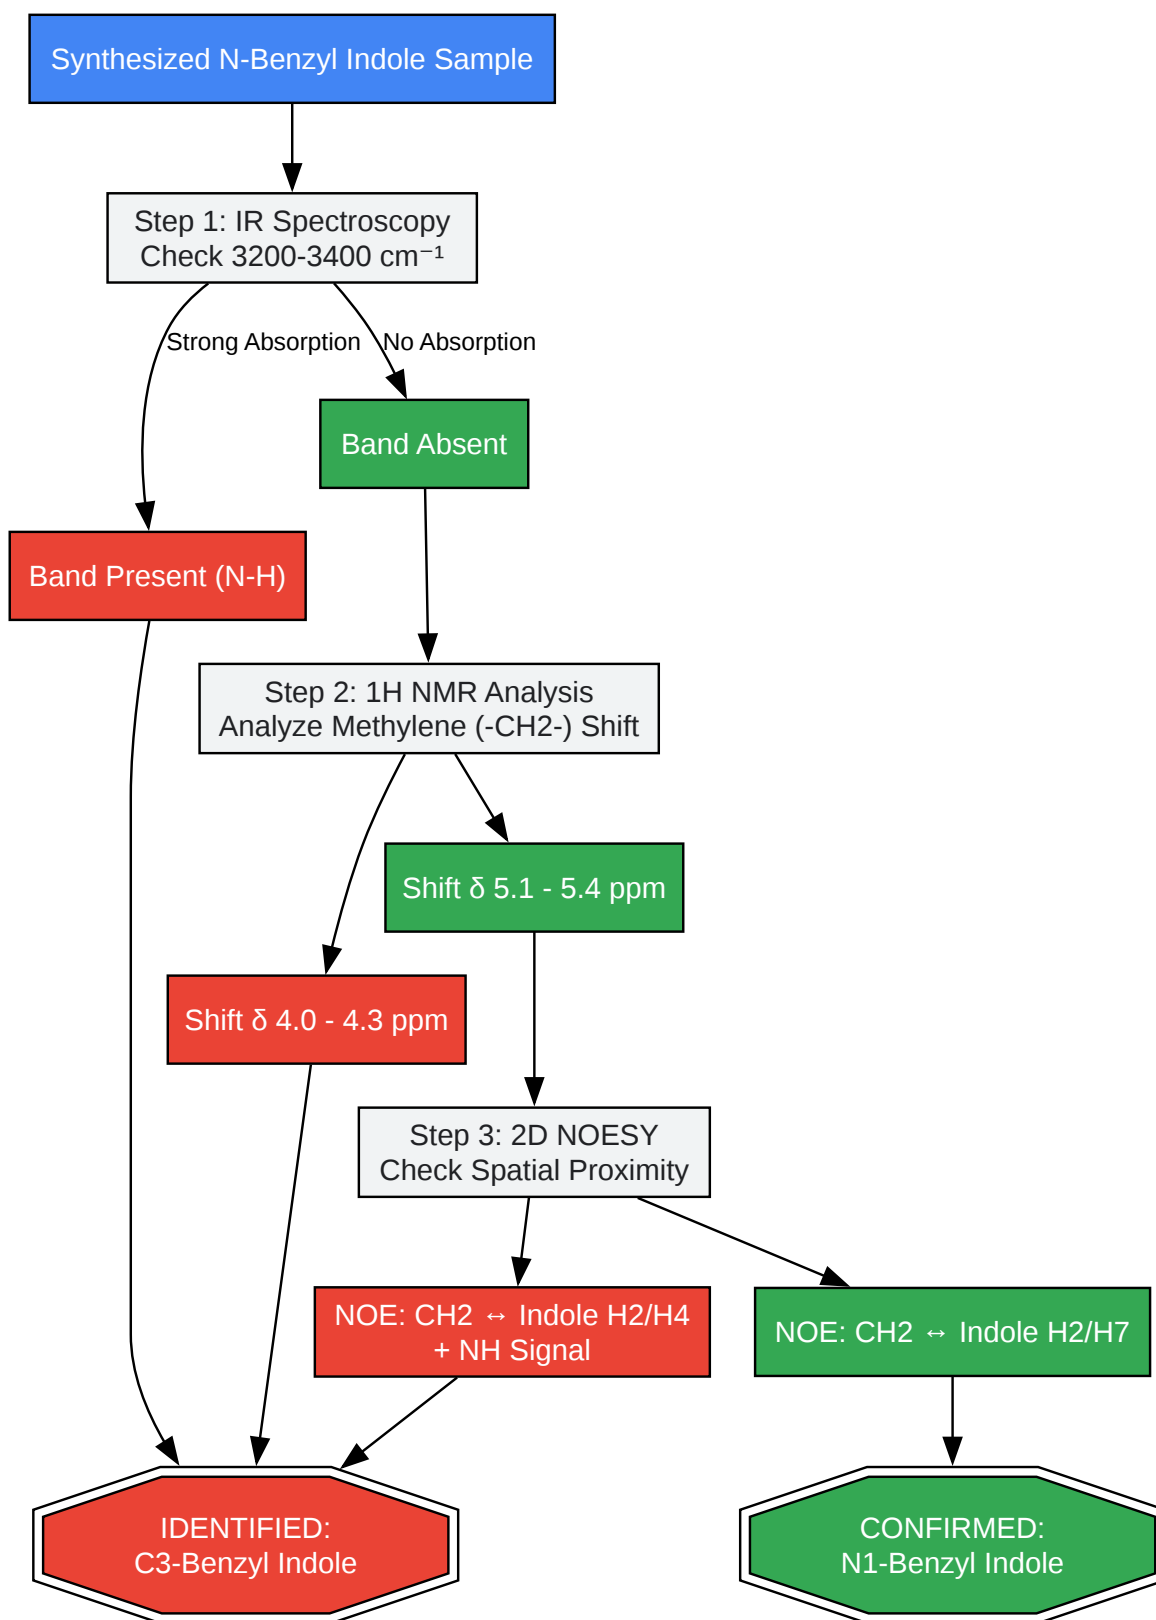 Synthesized N-Benzyl Indole Sample
Step 1: IR Spectroscopy
Check 3200-3400 cm⁻¹
Strong Absorption
No Absorption
Band Absent
Band Present (N-H)
Step 2: 1H NMR Analysis
Analyze Methylene (-CH2-) Shift
Shift δ 5.1 - 5.4 ppm
Shift δ 4.0 - 4.3 ppm
Step 3: 2D NOESY
Check Spatial Proximity
NOE: CH2 ↔ Indole H2/H4
+ NH Signal
NOE: CH2 ↔ Indole H2/H7
IDENTIFIED:
C3-Benzyl Indole
CONFIRMED:
N1-Benzyl Indole